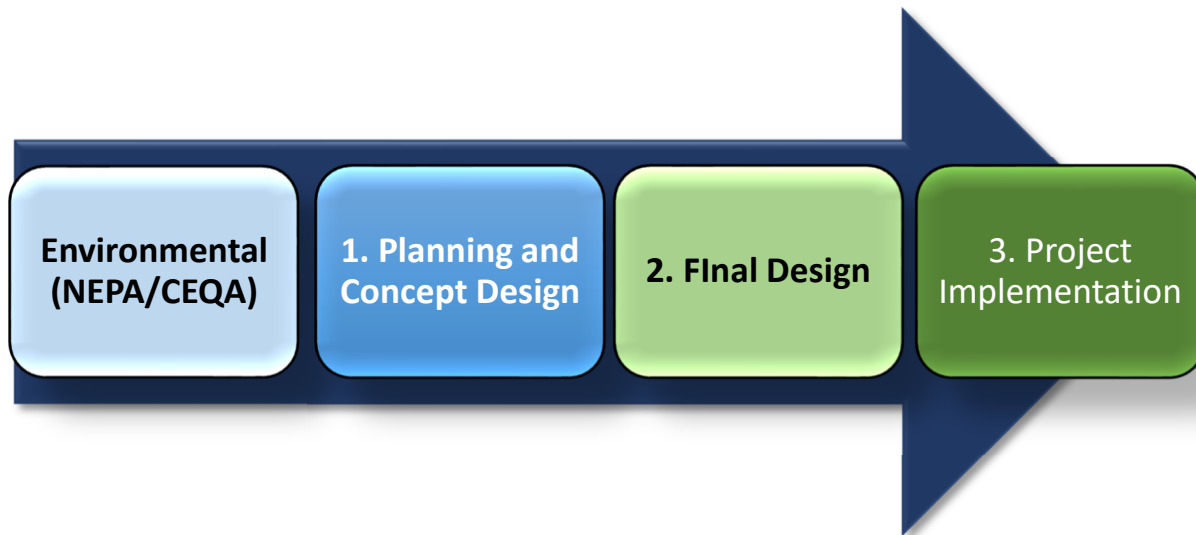 Environmental
(NEPA/CEQA)
1. Planning and
Concept Design
2. FInal Design
3. Project
Implementation